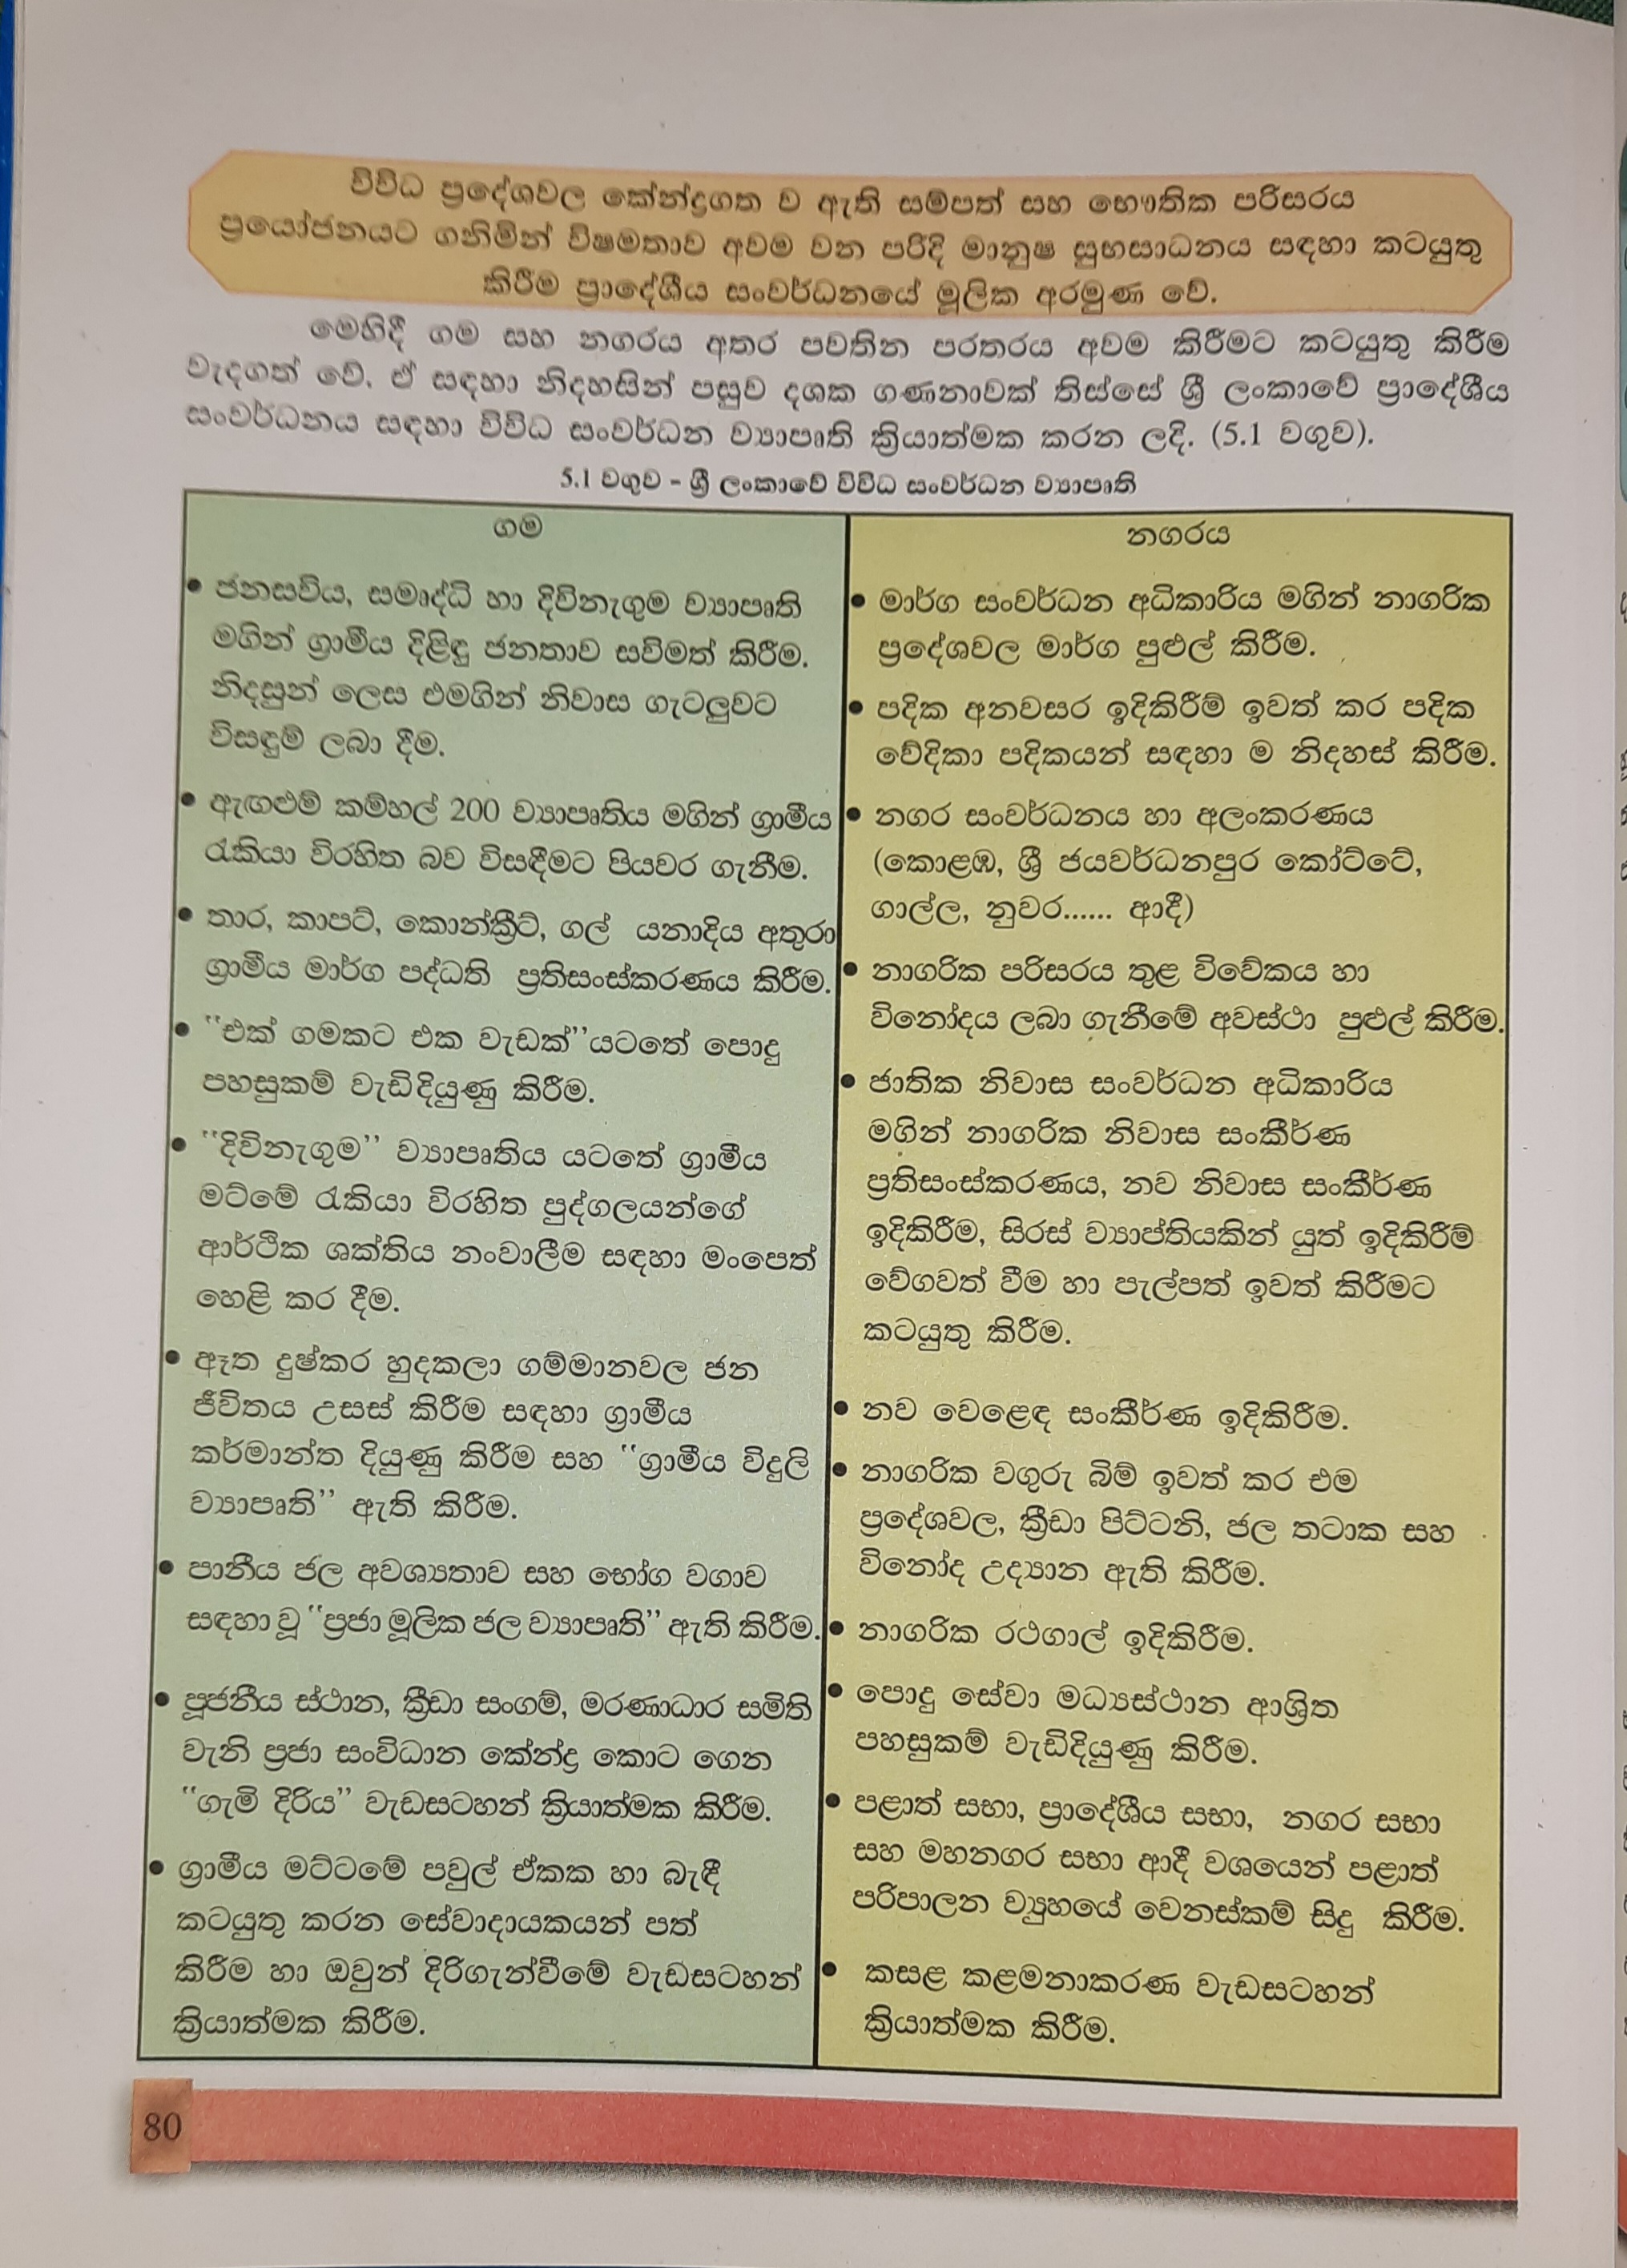 විවිධ ප්‍රදේශවල කේන්ද්‍රගත ව ඇති සම්පත් සහ භෞතික පරිසරය
ප්‍රයෝජනයට ගනිමින් විෂමතාව අවම වන පරිදි මානුෂ සුභසාධනය සඳහා කටයුතු
කිරීම ප්‍රාදේශීය සංවර්ධනයේ මූලික අරමුණ වේ.
මෙහිදී ගම සහ නගරය අතර පවතින පරතරය අවම කිරීමට කටයුතු කිරීම
වැදගත් වේ. ඒ සඳහා නිදහසින් පසුව දශක ගණනාවක් තිස්සේ ශ්‍රී ලංකාවේ ප්‍රාදේශීය
සංවර්ධනය සඳහා විවිධ සංවර්ධන ව්‍යාපෘති ක්‍රියාත්මක කරන ලදි. (5.1 වගුව).
5.1 වගුව - ශ්‍රී ලංකාවේ විවිධ සංවර්ධන ව්‍යාපෘති
ගම
• ජනසවිය, සමෘද්ධි හා දිවිනැගුම ව්‍යාපෘති
මගින් ග්‍රාමීය දිළිඳු ජනතාව සවිමත් කිරීම.
නිදසුන් ලෙස එමගින් නිවාස ගැටලුවට
විසඳුම් ලබා දීම.
• ඇඟළුම් කම්හල් 200 ව්‍යාපෘතිය මගින් ග්‍රාමීය
රැකියා විරහිත බව විසඳීමට පියවර ගැනීම.
• තාර, කාපට්, කොන්ක්‍රීට්, ගල් යනාදිය අතුරා
ග්‍රාමීය මාර්ග පද්ධති ප්‍රතිසංස්කරණය කිරීම.
• “එක් ගමකට එක වැඩක්”යටතේ පොදු
පහසුකම් වැඩිදියුණු කිරීම.
• “දිවිනැගුම” ව්‍යාපෘතිය යටතේ ග්‍රාමීය
මට්මේ රැකියා විරහිත පුද්ගලයන්ගේ
ආර්ථික ශක්තිය නංවාලීම සඳහා මංපෙත්
හෙළි කර දීම.
• ඈත දුෂ්කර හුදකලා ගම්මානවල ජන
ජීවිතය උසස් කිරීම සඳහා ග්‍රාමීය
කර්මාන්ත දියුණු කිරීම සහ “ග්‍රාමීය විදුලි
ව්‍යාපෘති” ඇති කිරීම.
• පානීය ජල අවශ්‍යතාව සහ භෝග වගාව
සඳහා වූ “ප්‍රජා මූලික ජල ව්‍යාපෘති” ඇති කිරීම.
• පූජනීය ස්ථාන, ක්‍රීඩා සංගම්, මරණාධාර සමිති
වැනි ප්‍රජා සංවිධාන කේන්ද්‍ර කොට ගෙන
“ගැමි දිරිය” වැඩසටහන් ක්‍රියාත්මක කිරීම.
• ග්‍රාමීය මට්ටමේ පවුල් ඒකක හා බැඳී
කටයුතු කරන සේවාදායකයන් පත්
කිරීම හා ඔවුන් දිරිගැන්වීමේ වැඩසටහන්
ක්‍රියාත්මක කිරීම.
නගරය
• මාර්ග සංවර්ධන අධිකාරිය මගින් නාගරික
ප්‍රදේශවල මාර්ග පුළුල් කිරීම.
• පදික අනවසර ඉදිකිරීම් ඉවත් කර පදික
වේදිකා පදිකයන් සඳහා ම නිදහස් කිරීම.
• නගර සංවර්ධනය හා අලංකරණය
(කොළඹ, ශ්‍රී ජයවර්ධනපුර කෝට්ටේ,
ගාල්ල, නුවර...... ආදී)
• නාගරික පරිසරය තුළ විවේකය හා
විනෝදය ලබා ගැනීමේ අවස්ථා පුළුල් කිරීම.
• ජාතික නිවාස සංවර්ධන අධිකාරිය
මගින් නාගරික නිවාස සංකීර්ණ
ප්‍රතිසංස්කරණය, නව නිවාස සංකීර්ණ
ඉදිකිරීම, සිරස් ව්‍යාප්තියකින් යුත් ඉදිකිරීම්
වේගවත් වීම හා පැල්පත් ඉවත් කිරීමට
කටයුතු කිරීම.
• නව වෙළෙඳ සංකීර්ණ ඉදිකිරීම.
• නාගරික වගුරු බිම් ඉවත් කර එම
ප්‍රදේශවල, ක්‍රීඩා පිට්ටනි, ජල තටාක සහ
විනෝද උද්‍යාන ඇති කිරීම.
• නාගරික රථගාල් ඉදිකිරීම.
• පොදු සේවා මධ්‍යස්ථාන ආශ්‍රිත
පහසුකම් වැඩිදියුණු කිරීම.
• පළාත් සභා, ප්‍රාදේශීය සභා, නගර සභා
සහ මහනගර සභා ආදී වශයෙන් පළාත්
පරිපාලන ව්‍යුහයේ වෙනස්කම් සිදු කිරීම.
• කසළ කළමනාකරණ වැඩසටහන්
ක්‍රියාත්මක කිරීම.
80